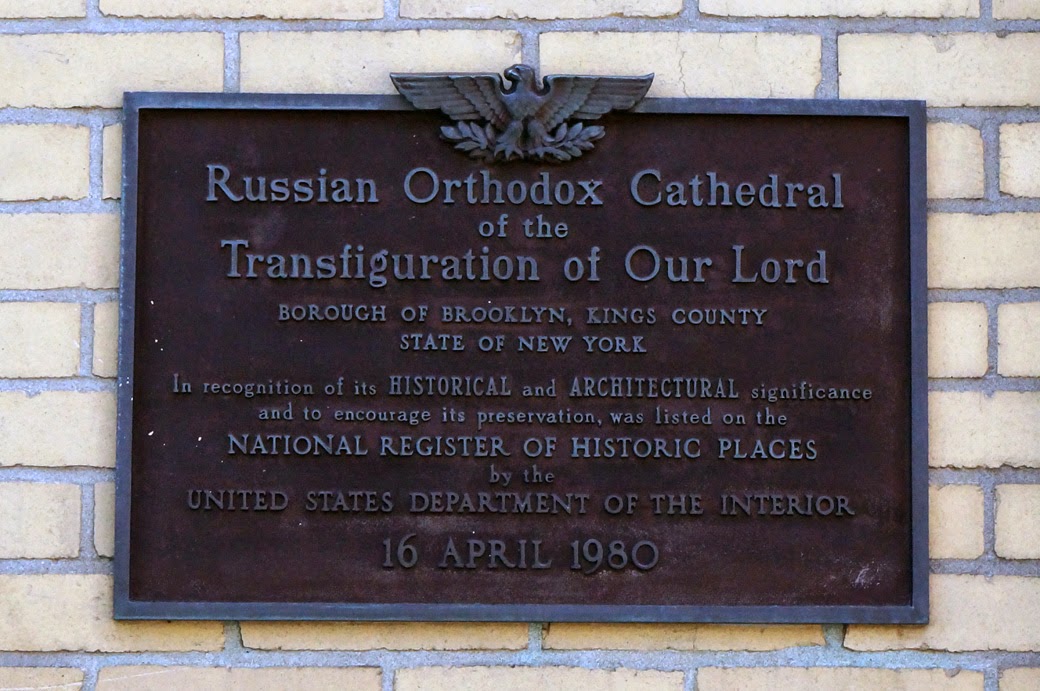 Russian Orthodox Cathedral
of the
Transfiguration of Our Lord
BOROUGH OF BROOKLYN, KINGS COUNTY
STATE OF NEW YORK
In recognition of its HISTORICAL and ARCHITECTURAL significance
and to encourage its preservation, was listed on the
NATIONAL REGISTER OF HISTORIC PLACES
by the
UNITED STATES DEPARTMENT OF THE INTERIOR
16 APRIL 1980